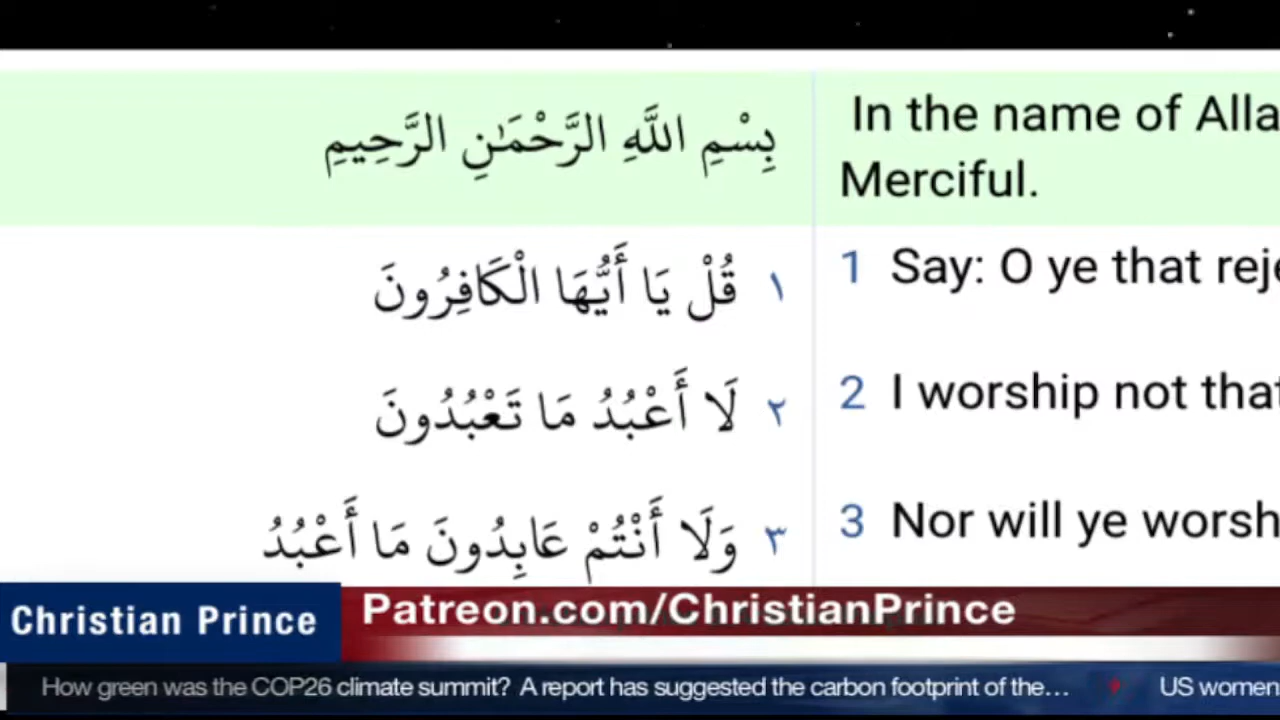 بِسْمِ اللَّهِ الرَّحْمَٰنِ الرَّحِيمِ
In the name of Alla
Merciful.
١ قُلْ يَا أَيُّهَا الْكَافِرُونَ
1 Say: O ye that reje
٢ لَا أَعْبُدُ مَا تَعْبُدُونَ
2 I worship not that
٣ وَلَا أَنْتُمْ عَابِدُونَ مَا أَعْبُدُ
3 Nor will ye worsh
Christian Prince
Patreon.com/ChristianPrince
How green was the COP26 climate summit? A report has suggested the carbon footprint of the... US women